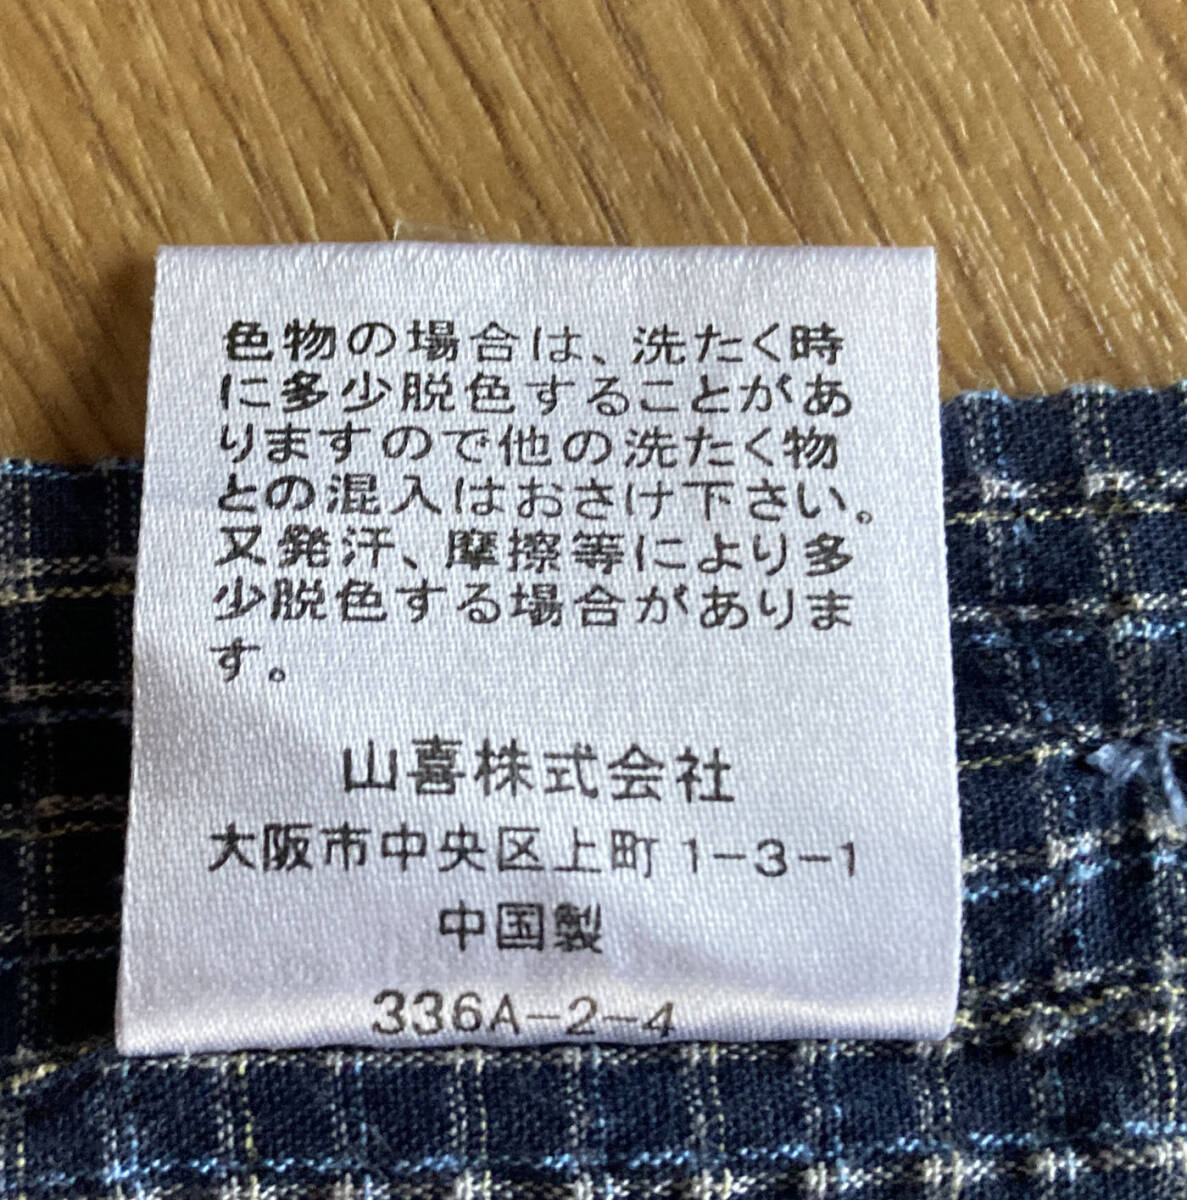 色物の場合は、洗たく時
に多少脱色することがあ
りますので他の洗たく物
との混入はおさけ下さい。
又発汗、摩擦等により多
少脱色する場合がありま
す。
山喜株式会社
大阪市中央区上町1-3-1
中国製
336A-2-4